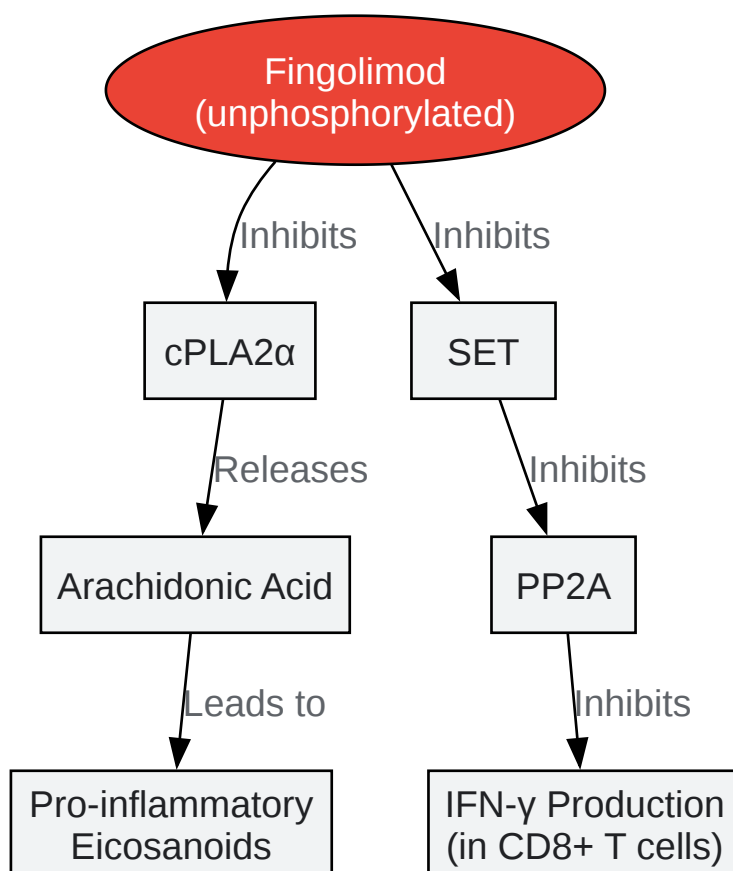 Fingolimod
(unphosphorylated)
Inhibits
Inhibits
cPLA2α
SET
Releases
Inhibits
Arachidonic Acid
PP2A
Leads to
Inhibits
Pro-inflammatory
Eicosanoids
IFN-γ Production
(in CD8+ T cells)